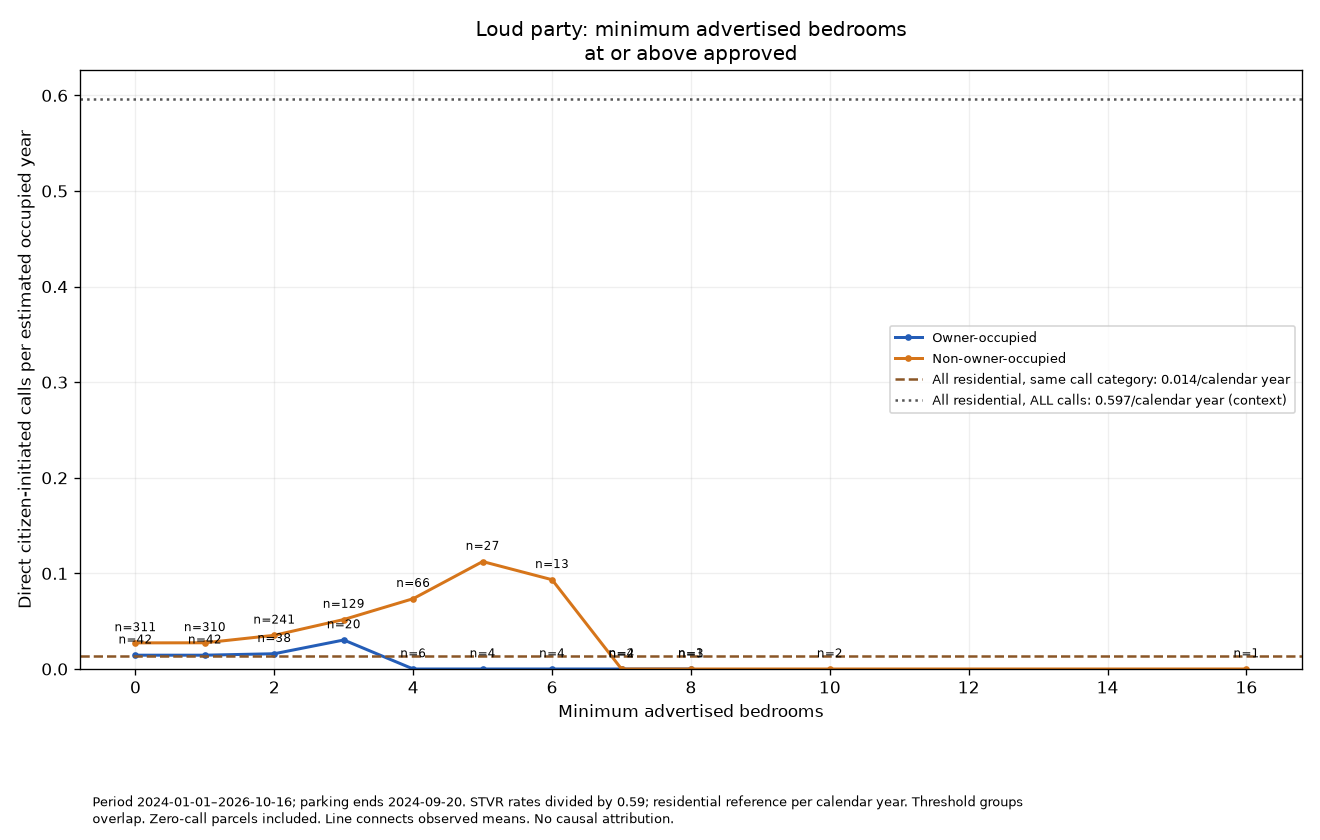 Loud party: minimum advertised bedrooms
at or above approved
Direct citizen-initiated calls per estimated occupied year
0.6
0.5
0.4
0.3
0.2
0.1
0.0
Owner-occupied
Non-owner-occupied
All residential, same call category: 0.014/calendar year
All residential, ALL calls: 0.597/calendar year (context)
n=311
n=310
n=241
n=129
n=66
n=27
n=13
n=42
n=42
n=38
n=20
n=6
n=4
n=4
n=2
n=1
0 2 4 6 8 10 12 14 16
Minimum advertised bedrooms
Period 2024-01-01–2026-10-16; parking ends 2024-09-20. STVR rates divided by 0.59; residential reference per calendar year. Threshold groups
overlap. Zero-call parcels included. Line connects observed means. No causal attribution.